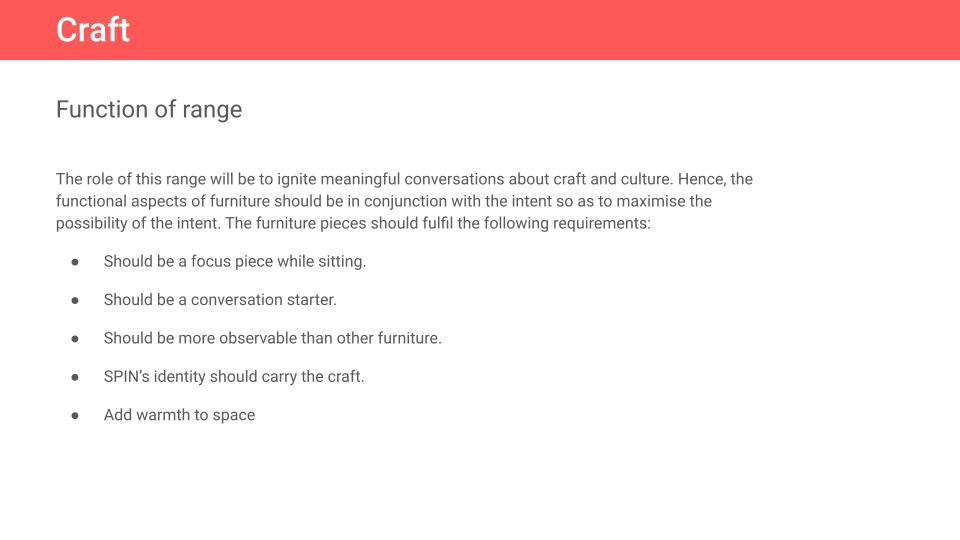 Craft
Function of range
The role of this range will be to ignite meaningful conversations about craft and culture. Hence, the
functional aspects of furniture should be in conjunction with the intent so as to maximise the
possibility of the intent. The furniture pieces should fulfil the following requirements:
● Should be a focus piece while sitting.
● Should be a conversation starter.
● Should be more observable than other furniture.
● SPIN’s identity should carry the craft.
● Add warmth to space